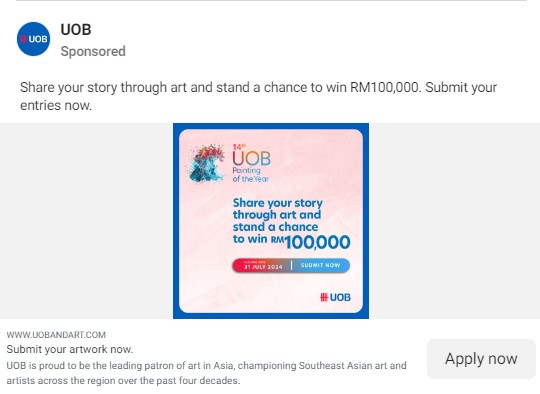 UOB
UOB
Sponsored
Share your story through art and stand a chance to win RM100,000. Submit your
entries now.
14th
UOB
Painting
of the Year
Share your story
through art and
stand a chance
to win RM100,000
CLOSING DATE
31 JULY 2024 | SUBMIT NOW
UOB
WWW.UOBANDART.COM
Submit your artwork now.
UOB is proud to be the leading patron of art in Asia, championing Southeast Asian art and
artists across the region over the past four decades.
Apply now